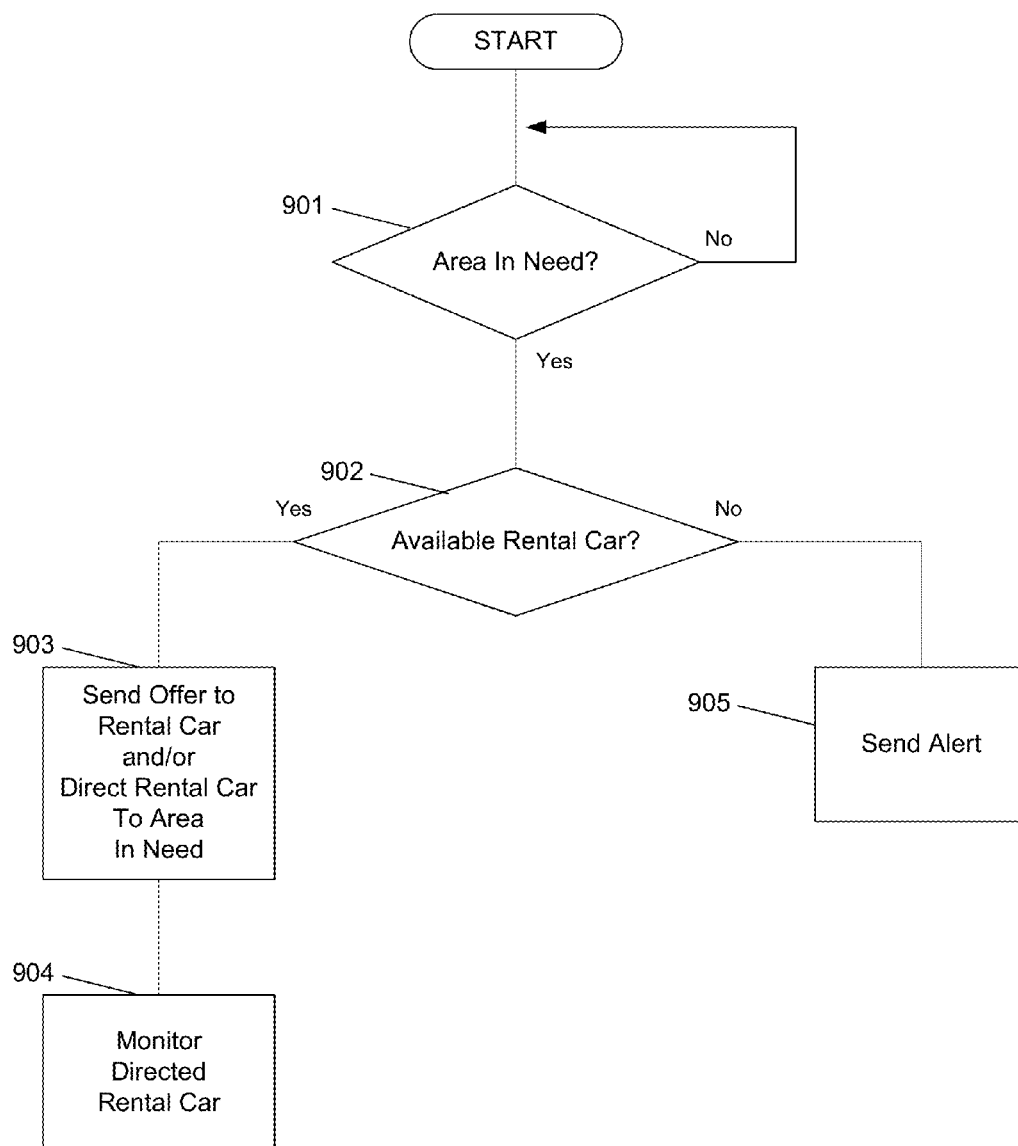 START
901
Area In Need?
No
Yes
902
Yes
Available Rental Car?
No
903
Send Offer to
Rental Car
and/or
Direct Rental Car
To Area
In Need
905
Send Alert
904
Monitor
Directed
Rental Car